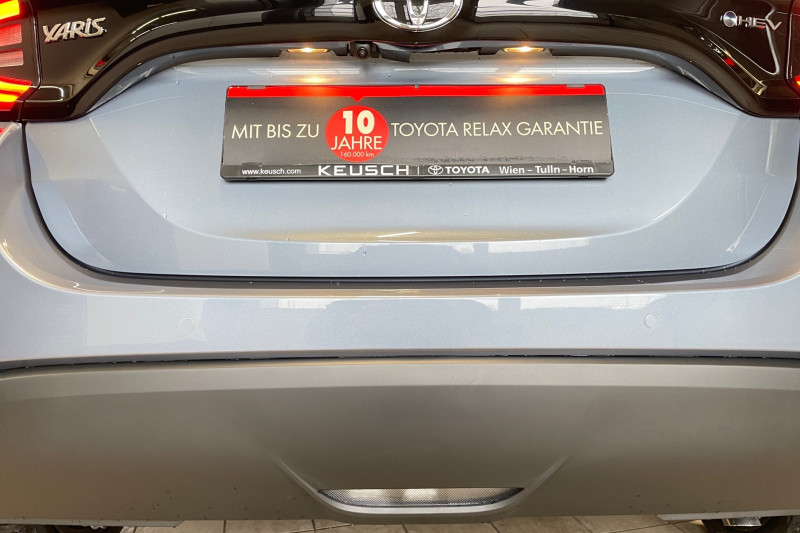 YARIS
HEV
MIT BIS ZU 10 JAHRE TOYOTA RELAX GARANTIE
160.000 km
www.keusch.com KEUSCH | TOYOTA Wien – Tulln – Horn